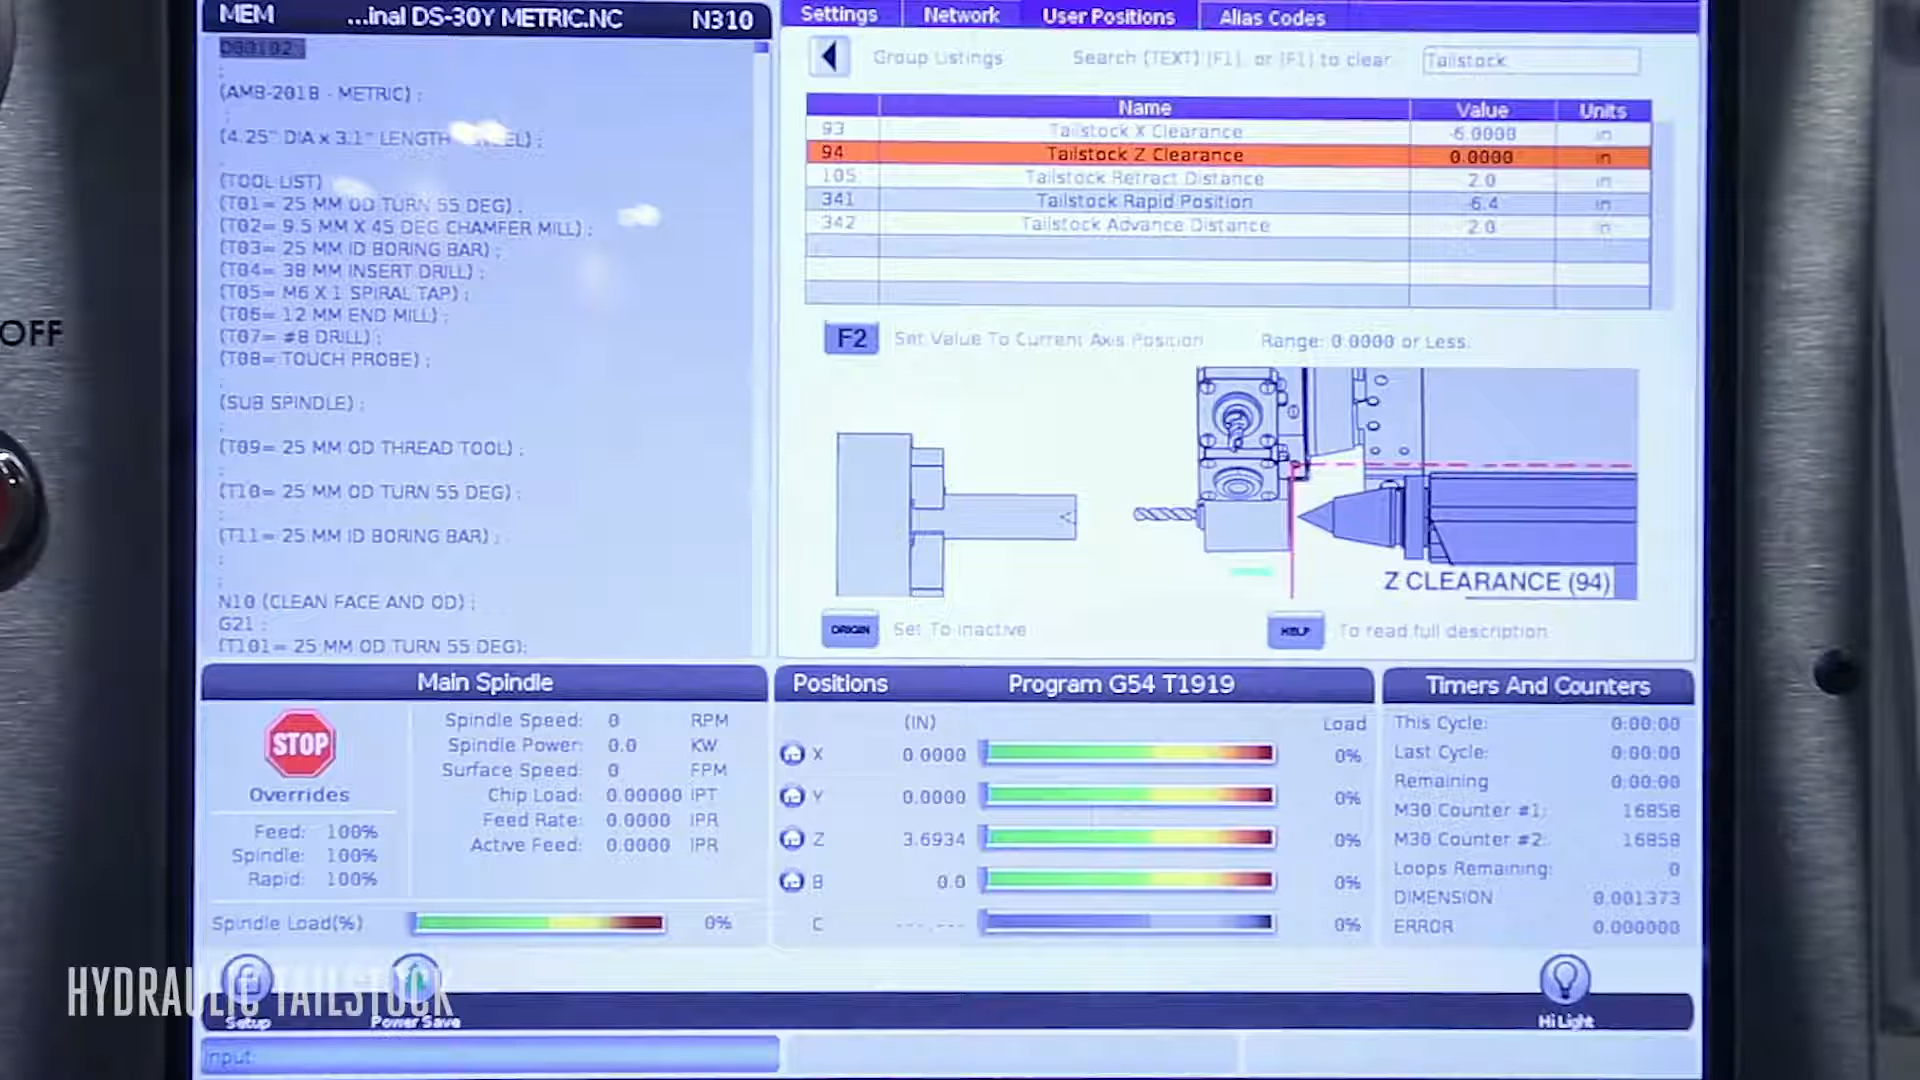 MEM ...inal DS-30Y METRIC.NC N310
(AMB-201B - METRIC) ;
(4.25" DIA x 3.1" LENGTH
(TOOL LIST)
(T01= 25 MM OD TURN 55 DEG) ;
(T02= 9.5 MM X 45 DEG CHAMFER MILL) ;
(T03= 25 MM ID BORING BAR) ;
(T04= 38 MM INSERT DRILL) ;
(T05= M6 X 1 SPIRAL TAP) ;
(T06= 12 MM END MILL) ;
(T07= #8 DRILL) ;
(T08= TOUCH PROBE) ;
(SUB SPINDLE) ;
(T09= 25 MM OD THREAD TOOL) ;
(T10= 25 MM OD TURN 55 DEG) ;
(T11= 25 MM ID BORING BAR) ;
N10 (CLEAN FACE AND OD) ;
G21 ;
(T101= 25 MM OD TURN 55 DEG);
Settings Network User Positions Alias Codes
Group Listings Search (TEXT) [F1], or [F1] to clear. Tailstock
Name Value Units
93 Tailstock X Clearance -6.0000 in
94 Tailstock Z Clearance 0.0000 in
105 Tailstock Retract Distance 2.0 in
341 Tailstock Rapid Position -6.4 in
342 Tailstock Advance Distance 2.0 in
F2 Set Value To Current Axis Position Range: 0.0000 or Less.
Z CLEARANCE (94)
ORIGIN Set To Inactive HELP To read full description
OFF
Main Spindle
STOP
Overrides
Feed: 100%
Spindle: 100%
Rapid: 100%
Spindle Speed: 0 RPM
Spindle Power: 0.0 KW
Surface Speed: 0 FPM
Chip Load: 0.00000 IPT
Feed Rate: 0.0000 IPR
Active Feed: 0.0000 IPR
Spindle Load(%) 0%
Positions Program G54 T1919
(IN) Load
X 0.0000 0%
Y 0.0000 0%
Z 3.6934 0%
B 0.0 0%
C ---.--- 0%
Timers And Counters
This Cycle: 0:00:00
Last Cycle: 0:00:00
Remaining 0:00:00
M30 Counter #1: 16858
M30 Counter #2: 16858
Loops Remaining: 0
DIMENSION 0.001373
ERROR 0.000000
HYDRAULIC TAILSTOCK
Setup Power Save Hi Light
Input: